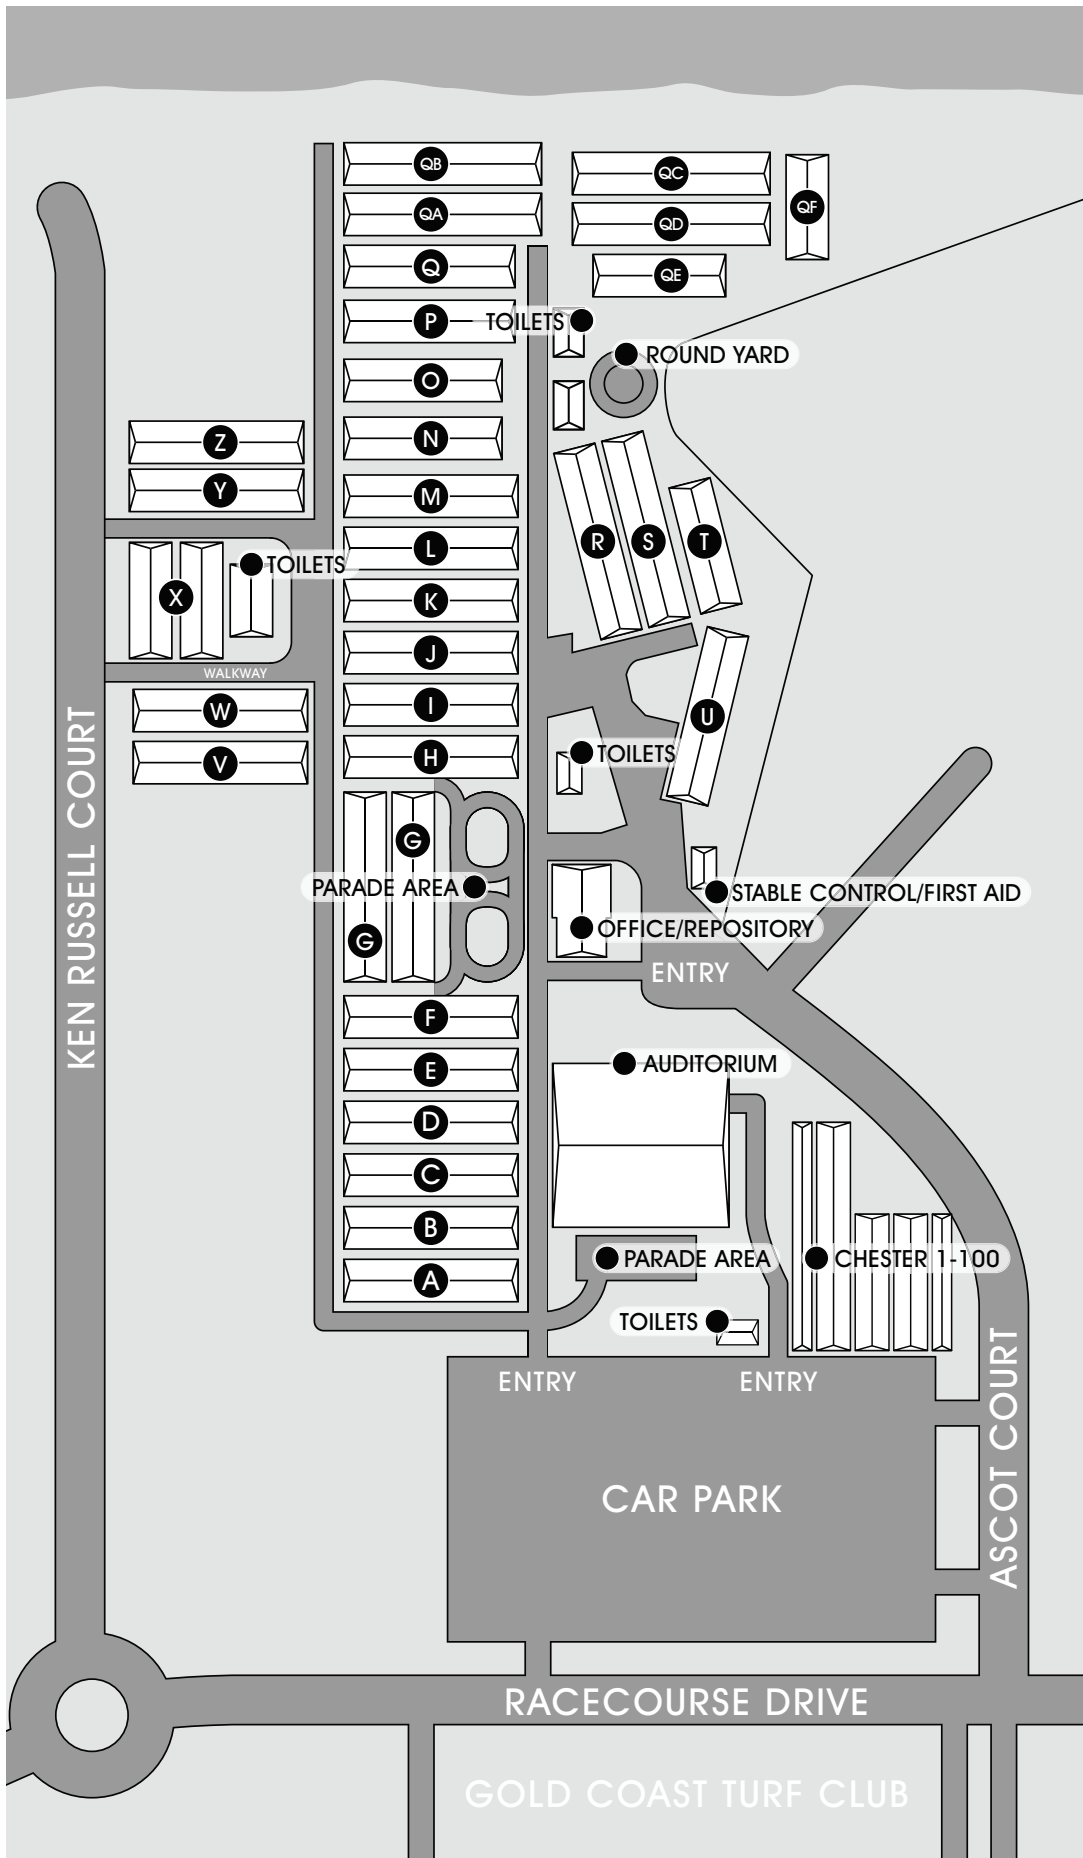 QB
QC
QF
QA
QD
Q
QE
P
TOILETS
ROUND YARD
O
N
Z
Y
M
L
R
S
T
TOILETS
X
K
J
WALKWAY
W
I
U
V
H
TOILETS
G
PARADE AREA
STABLE CONTROL/FIRST AID
G
OFFICE/REPOSITORY
KEN RUSSELL COURT
ENTRY
F
E
AUDITORIUM
D
C
B
PARADE AREA
CHESTER 1-100
A
TOILETS
ENTRY
ENTRY
ASCOT COURT
CAR PARK
RACECOURSE DRIVE
GOLD COAST TURF CLUB